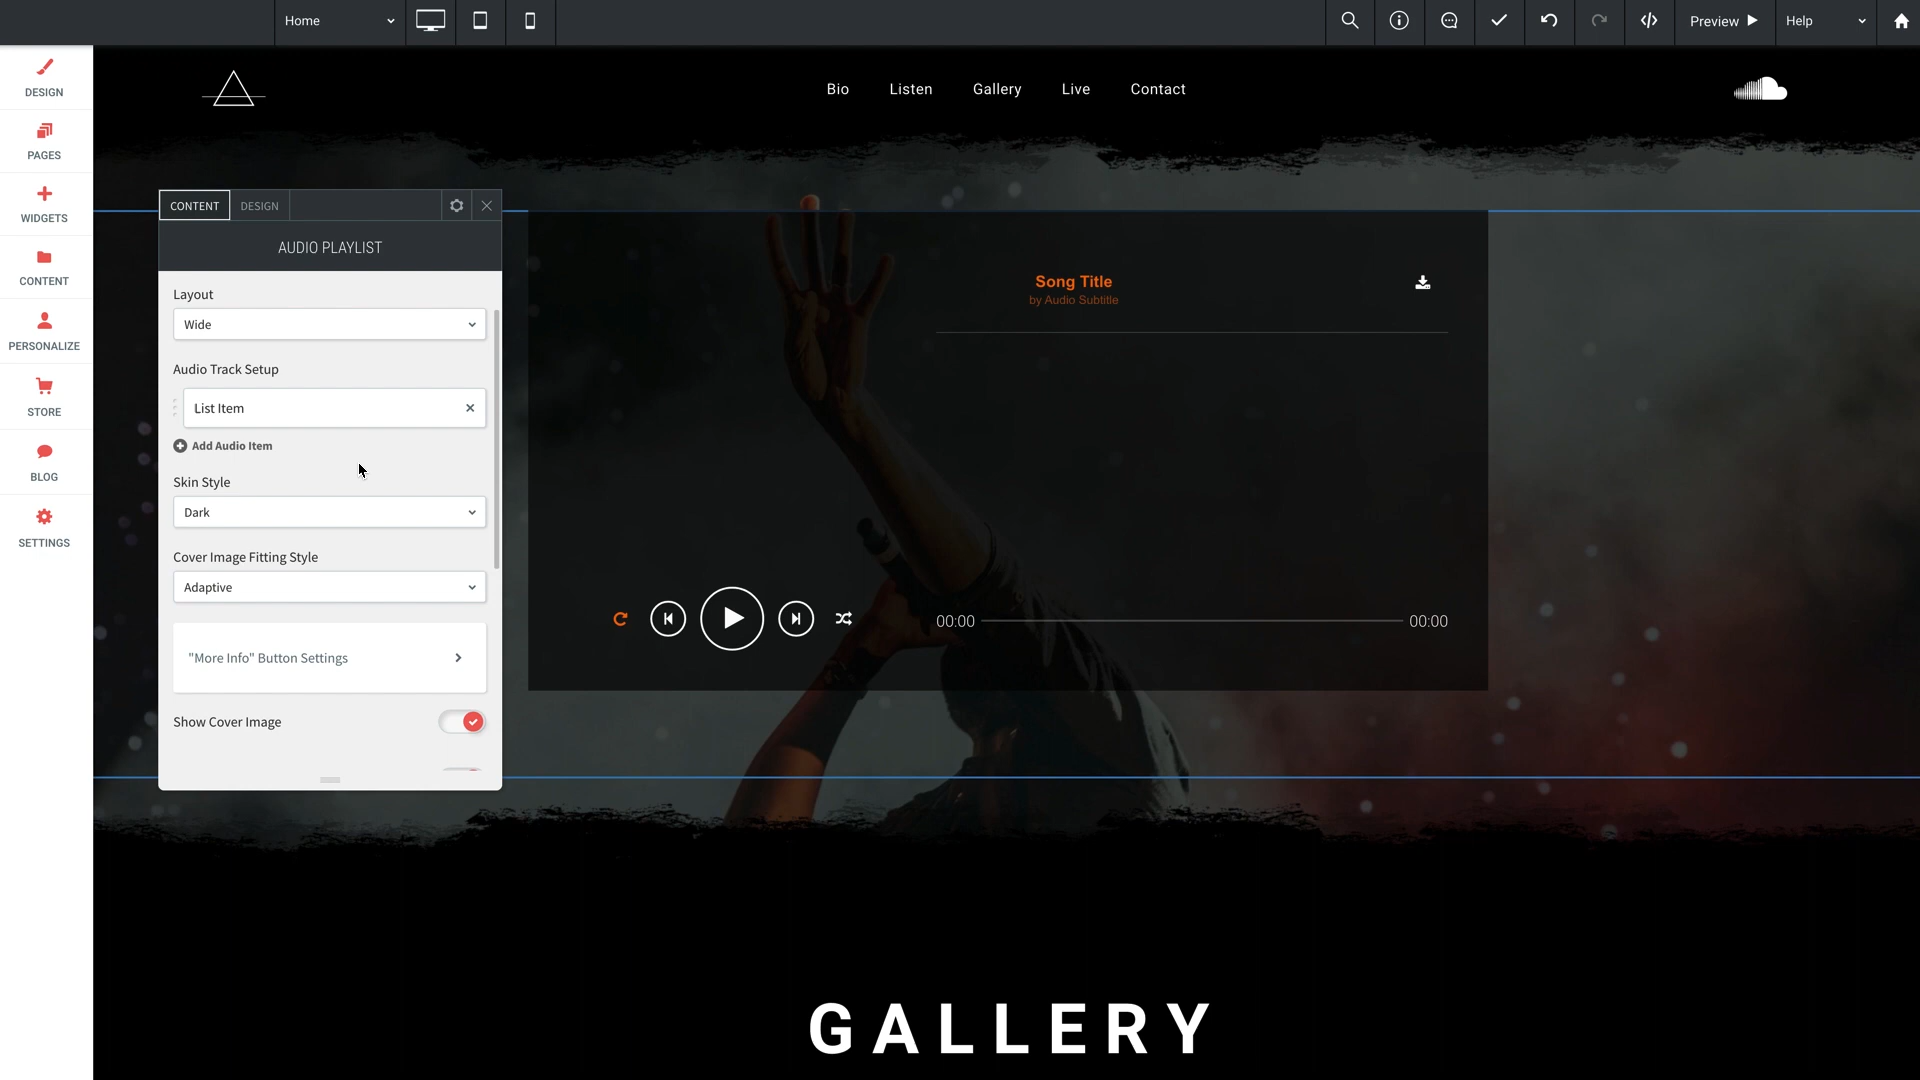 Home
Preview
Help
DESIGN
PAGES
WIDGETS
CONTENT
PERSONALIZE
STORE
BLOG
SETTINGS
Bio
Listen
Gallery
Live
Contact
CONTENT
DESIGN
AUDIO PLAYLIST
Layout
Wide
Audio Track Setup
List Item
Add Audio Item
Skin Style
Dark
Cover Image Fitting Style
Adaptive
"More Info" Button Settings
Show Cover Image
Song Title
by Audio Subtitle
00:00
00:00
GALLERY